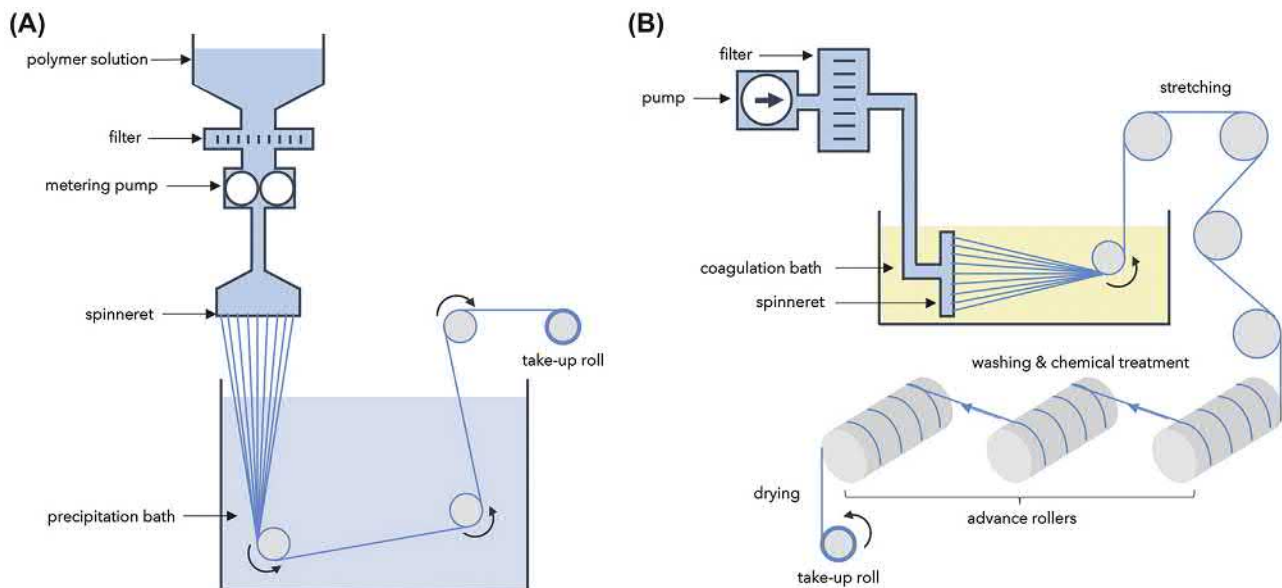 (A)
polymer solution
filter
metering pump
spinneret
take-up roll
precipitation bath
(B)
filter
pump
stretching
coagulation bath
spinneret
washing & chemical treatment
drying
advance rollers
take-up roll